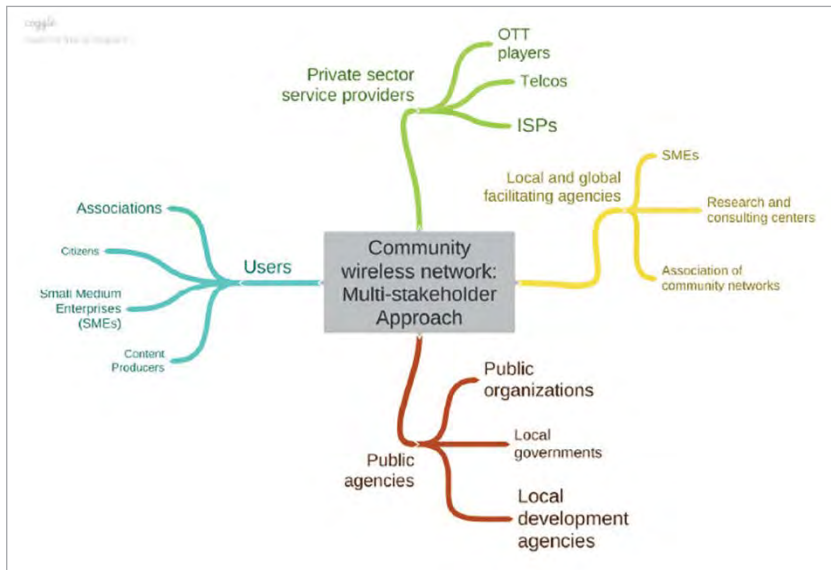 coggle
OTT
players
Private sector
service providers
Telcos
ISPs
SMEs
Local and global
facilitating agencies
Research and
consulting centers
Association of
community networks
Associations
Citizens
Users
Small Medium
Enterprises
(SMEs)
Content
Producers
Community
wireless network:
Multi-stakeholder
Approach
Public
organizations
Local
governments
Public
agencies
Local
development
agencies